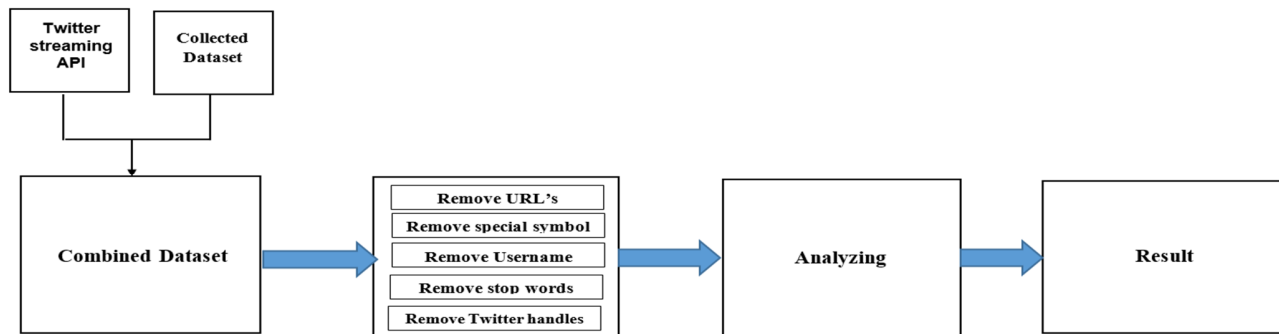 Twitter
streaming
API
Collected
Dataset
Combined Dataset
Remove URL's
Remove special symbol
Remove Username
Remove stop words
Remove Twitter handles
Analyzing
Result